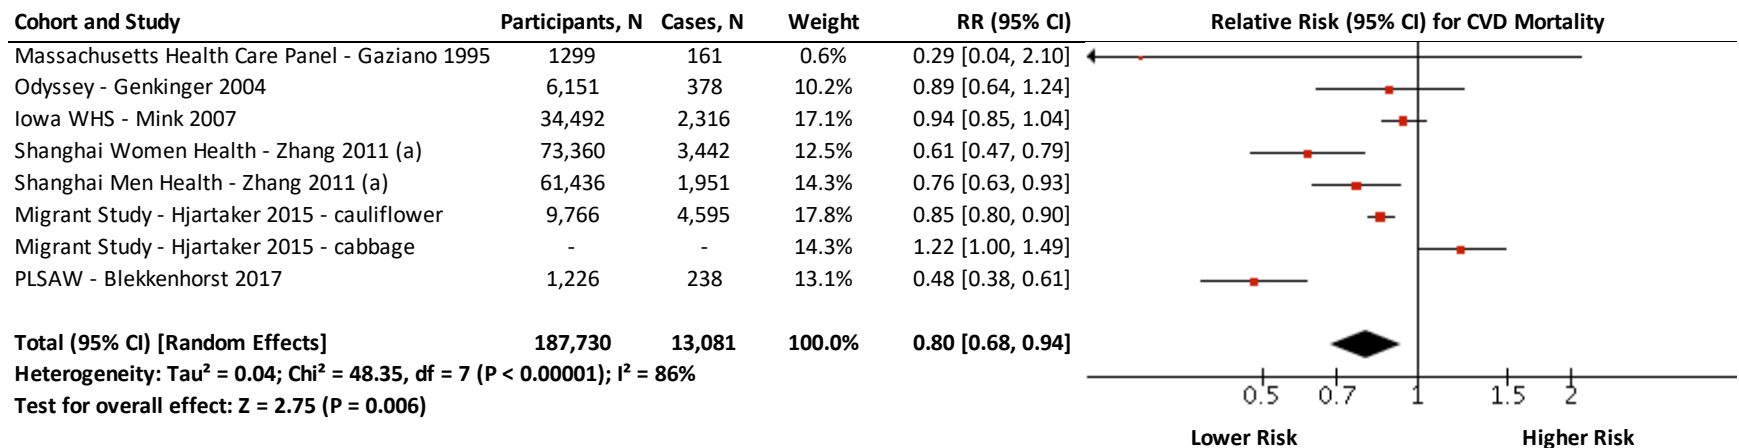 Cohort and Study Participants, N Cases, N Weight RR (95% CI) Relative Risk (95% CI) for CVD Mortality
Massachusetts Health Care Panel - Gaziano 1995 1299 161 0.6% 0.29 [0.04, 2.10]
Odyssey - Genkinger 2004 6,151 378 10.2% 0.89 [0.64, 1.24]
Iowa WHS - Mink 2007 34,492 2,316 17.1% 0.94 [0.85, 1.04]
Shanghai Women Health - Zhang 2011 (a) 73,360 3,442 12.5% 0.61 [0.47, 0.79]
Shanghai Men Health - Zhang 2011 (a) 61,436 1,951 14.3% 0.76 [0.63, 0.93]
Migrant Study - Hjartaker 2015 - cauliflower 9,766 4,595 17.8% 0.85 [0.80, 0.90]
Migrant Study - Hjartaker 2015 - cabbage - - 14.3% 1.22 [1.00, 1.49]
PLSAW - Blekkenhorst 2017 1,226 238 13.1% 0.48 [0.38, 0.61]
Total (95% CI) [Random Effects] 187,730 13,081 100.0% 0.80 [0.68, 0.94]
Heterogeneity: Tau² = 0.04; Chi² = 48.35, df = 7 (P < 0.00001); I² = 86%
Test for overall effect: Z = 2.75 (P = 0.006)
0.5 0.7 1 1.5 2
Lower Risk Higher Risk